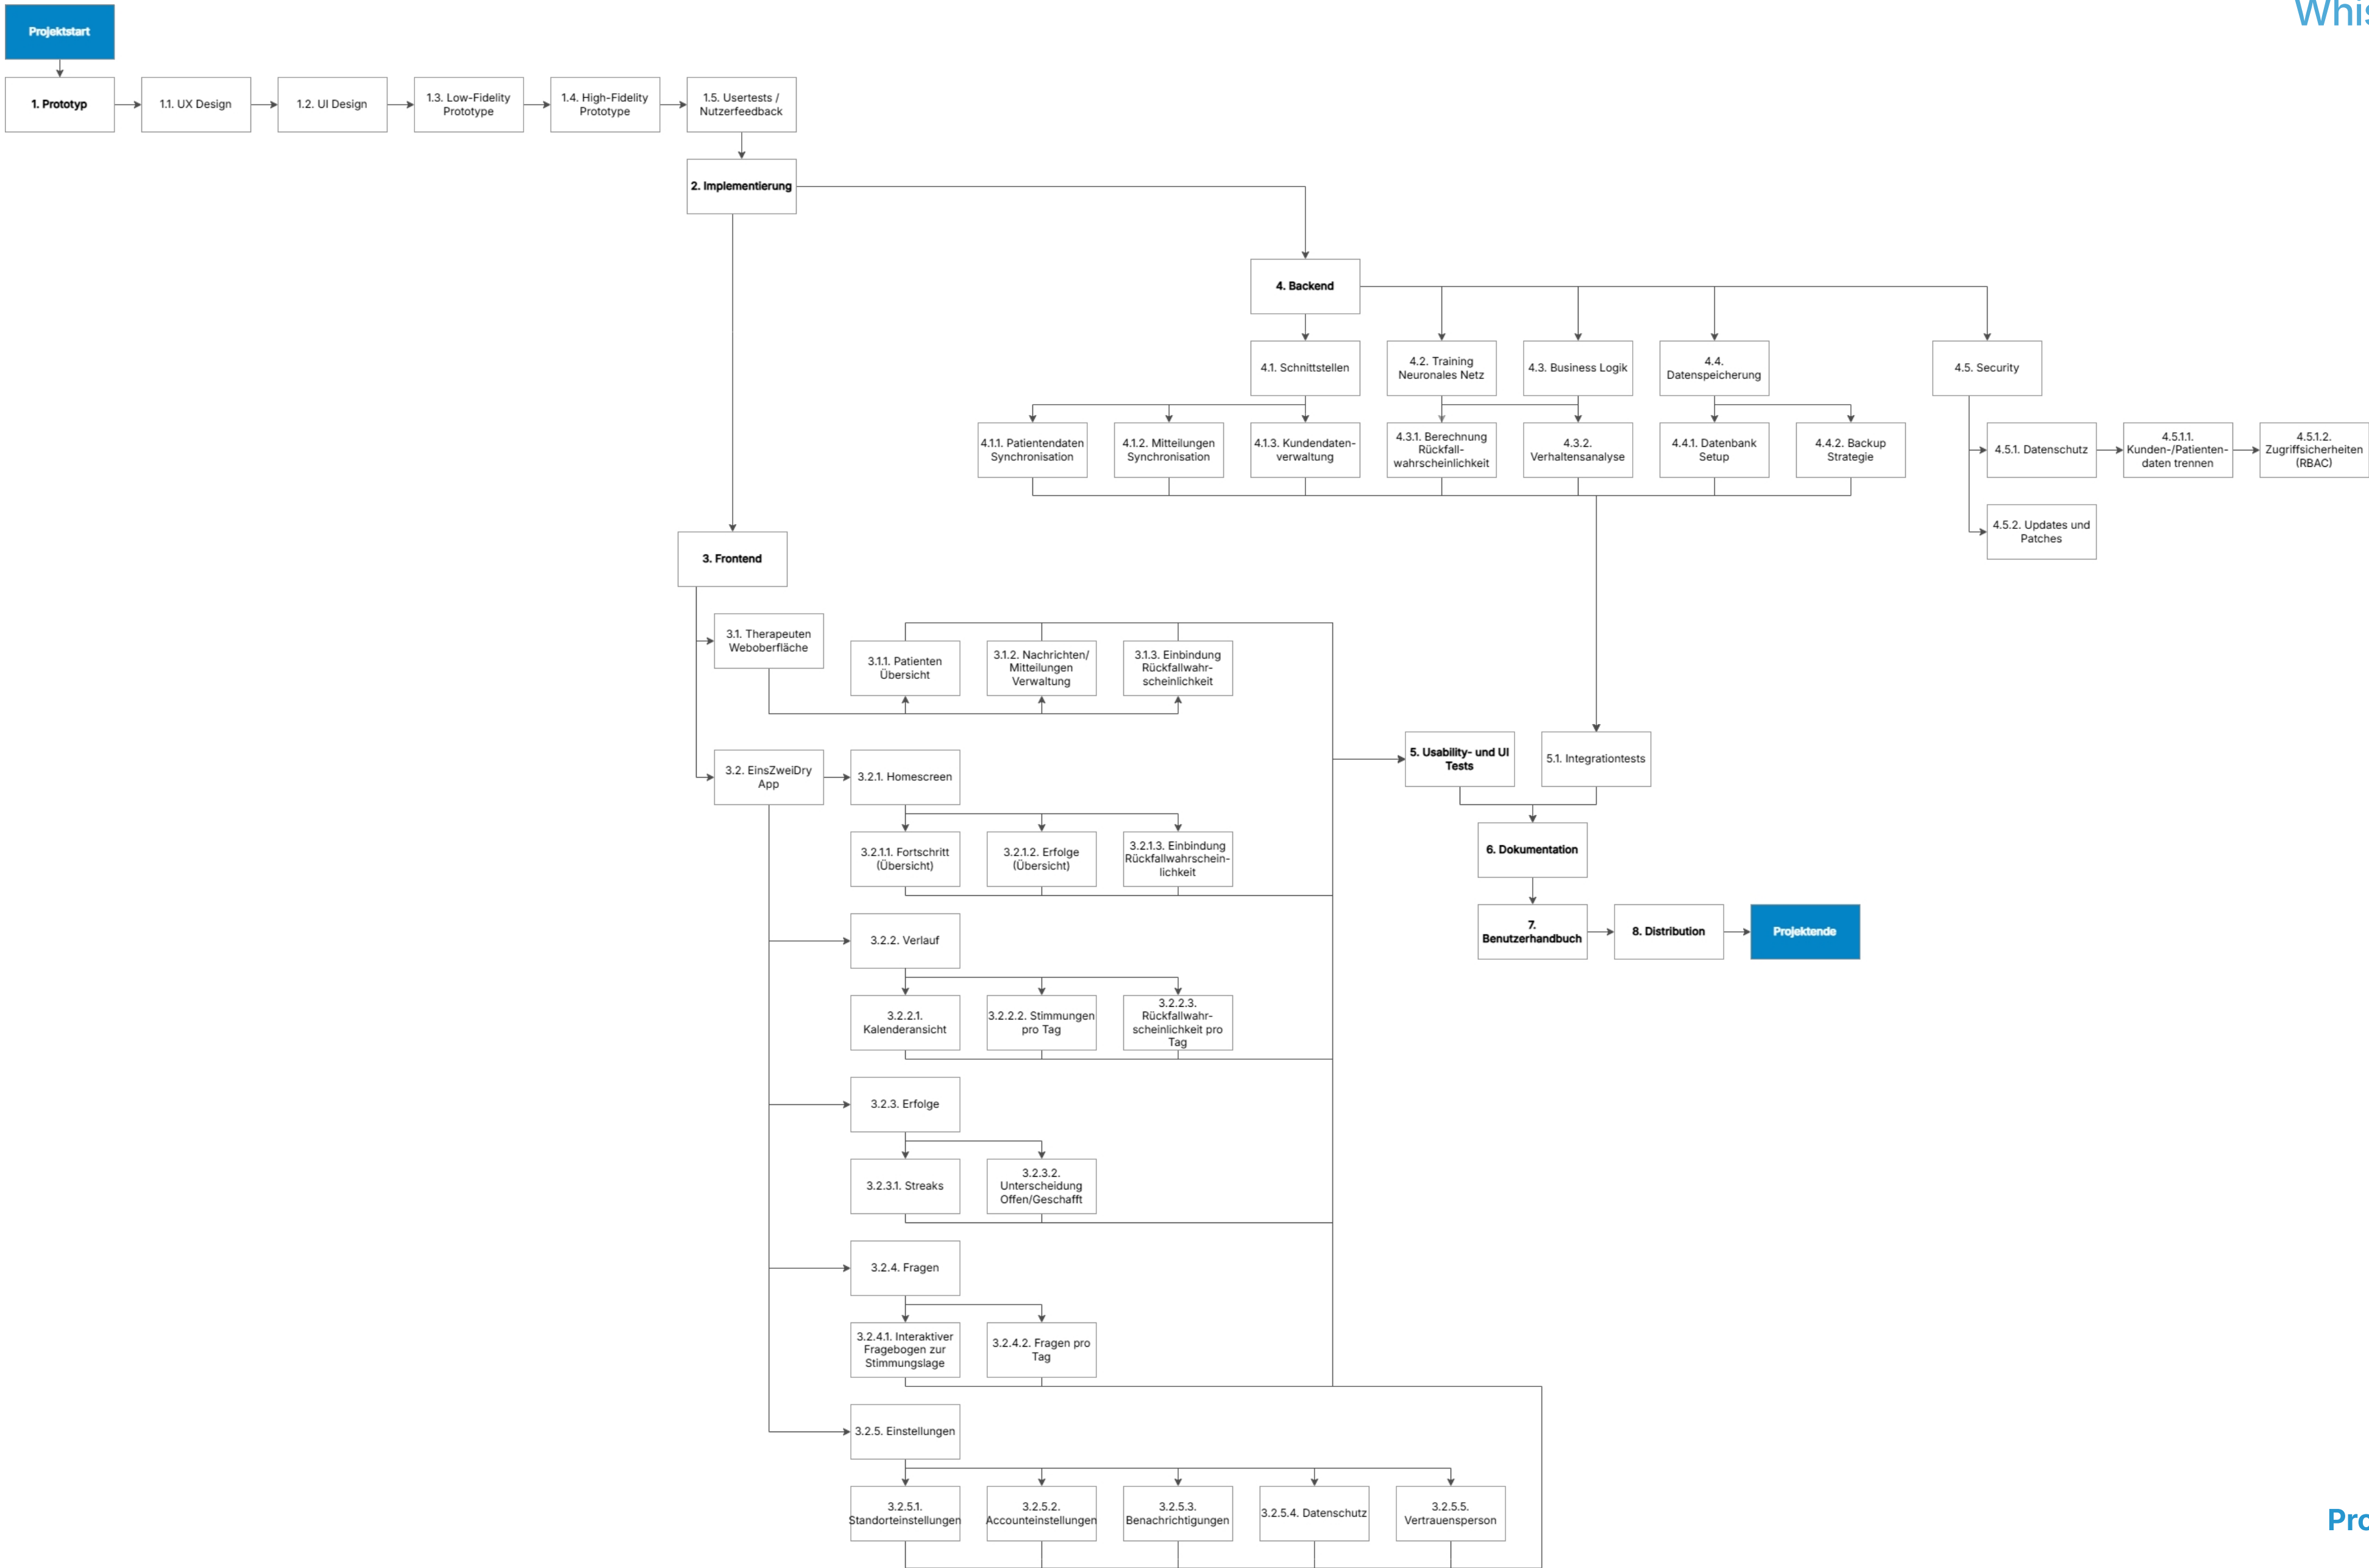 Whis
Projektstart
1. Prototyp
1.1. UX Design
1.2. UI Design
1.3. Low-Fidelity
Prototype
1.4. High-Fidelity
Prototype
1.5. Usertests /
Nutzerfeedback
2. Implementierung
4. Backend
4.1. Schnittstellen
4.2. Training
Neuronales Netz
4.3. Business Logik
4.4.
Datenspeicherung
4.5. Security
4.1.1. Patientendaten
Synchronisation
4.1.2. Mitteilungen
Synchronisation
4.1.3. Kundendaten-
verwaltung
4.3.1. Berechnung
Rückfall-
wahrscheinlichkeit
4.3.2.
Verhaltensanalyse
4.4.1. Datenbank
Setup
4.4.2. Backup
Strategie
4.5.1. Datenschutz
4.5.1.1.
Kunden-/Patienten-
daten trennen
4.5.1.2.
Zugriffsicherheiten
(RBAC)
4.5.2. Updates und
Patches
3. Frontend
3.1. Therapeuten
Weboberfläche
3.1.1. Patienten
Übersicht
3.1.2. Nachrichten/
Mitteilungen
Verwaltung
3.1.3. Einbindung
Rückfallwahr-
scheinlichkeit
3.2. EinsZweiDry
App
3.2.1. Homescreen
5. Usability- und UI
Tests
5.1. Integrationtests
3.2.1.1. Fortschritt
(Übersicht)
3.2.1.2. Erfolge
(Übersicht)
3.2.1.3. Einbindung
Rückfallwahrschein-
lichkeit
6. Dokumentation
3.2.2. Verlauf
7.
Benutzerhandbuch
8. Distribution
Projektende
3.2.2.1.
Kalenderansicht
3.2.2.2. Stimmungen
pro Tag
3.2.2.3.
Rückfallwahr-
scheinlichkeit pro
Tag
3.2.3. Erfolge
3.2.3.1. Streaks
3.2.3.2.
Unterscheidung
Offen/Geschafft
3.2.4. Fragen
3.2.4.1. Interaktiver
Fragebogen zur
Stimmungslage
3.2.4.2. Fragen pro
Tag
3.2.5. Einstellungen
3.2.5.1.
Standorteinstellungen
3.2.5.2.
Accounteinstellungen
3.2.5.3.
Benachrichtigungen
3.2.5.4. Datenschutz
3.2.5.5.
Vertrauensperson
Pro